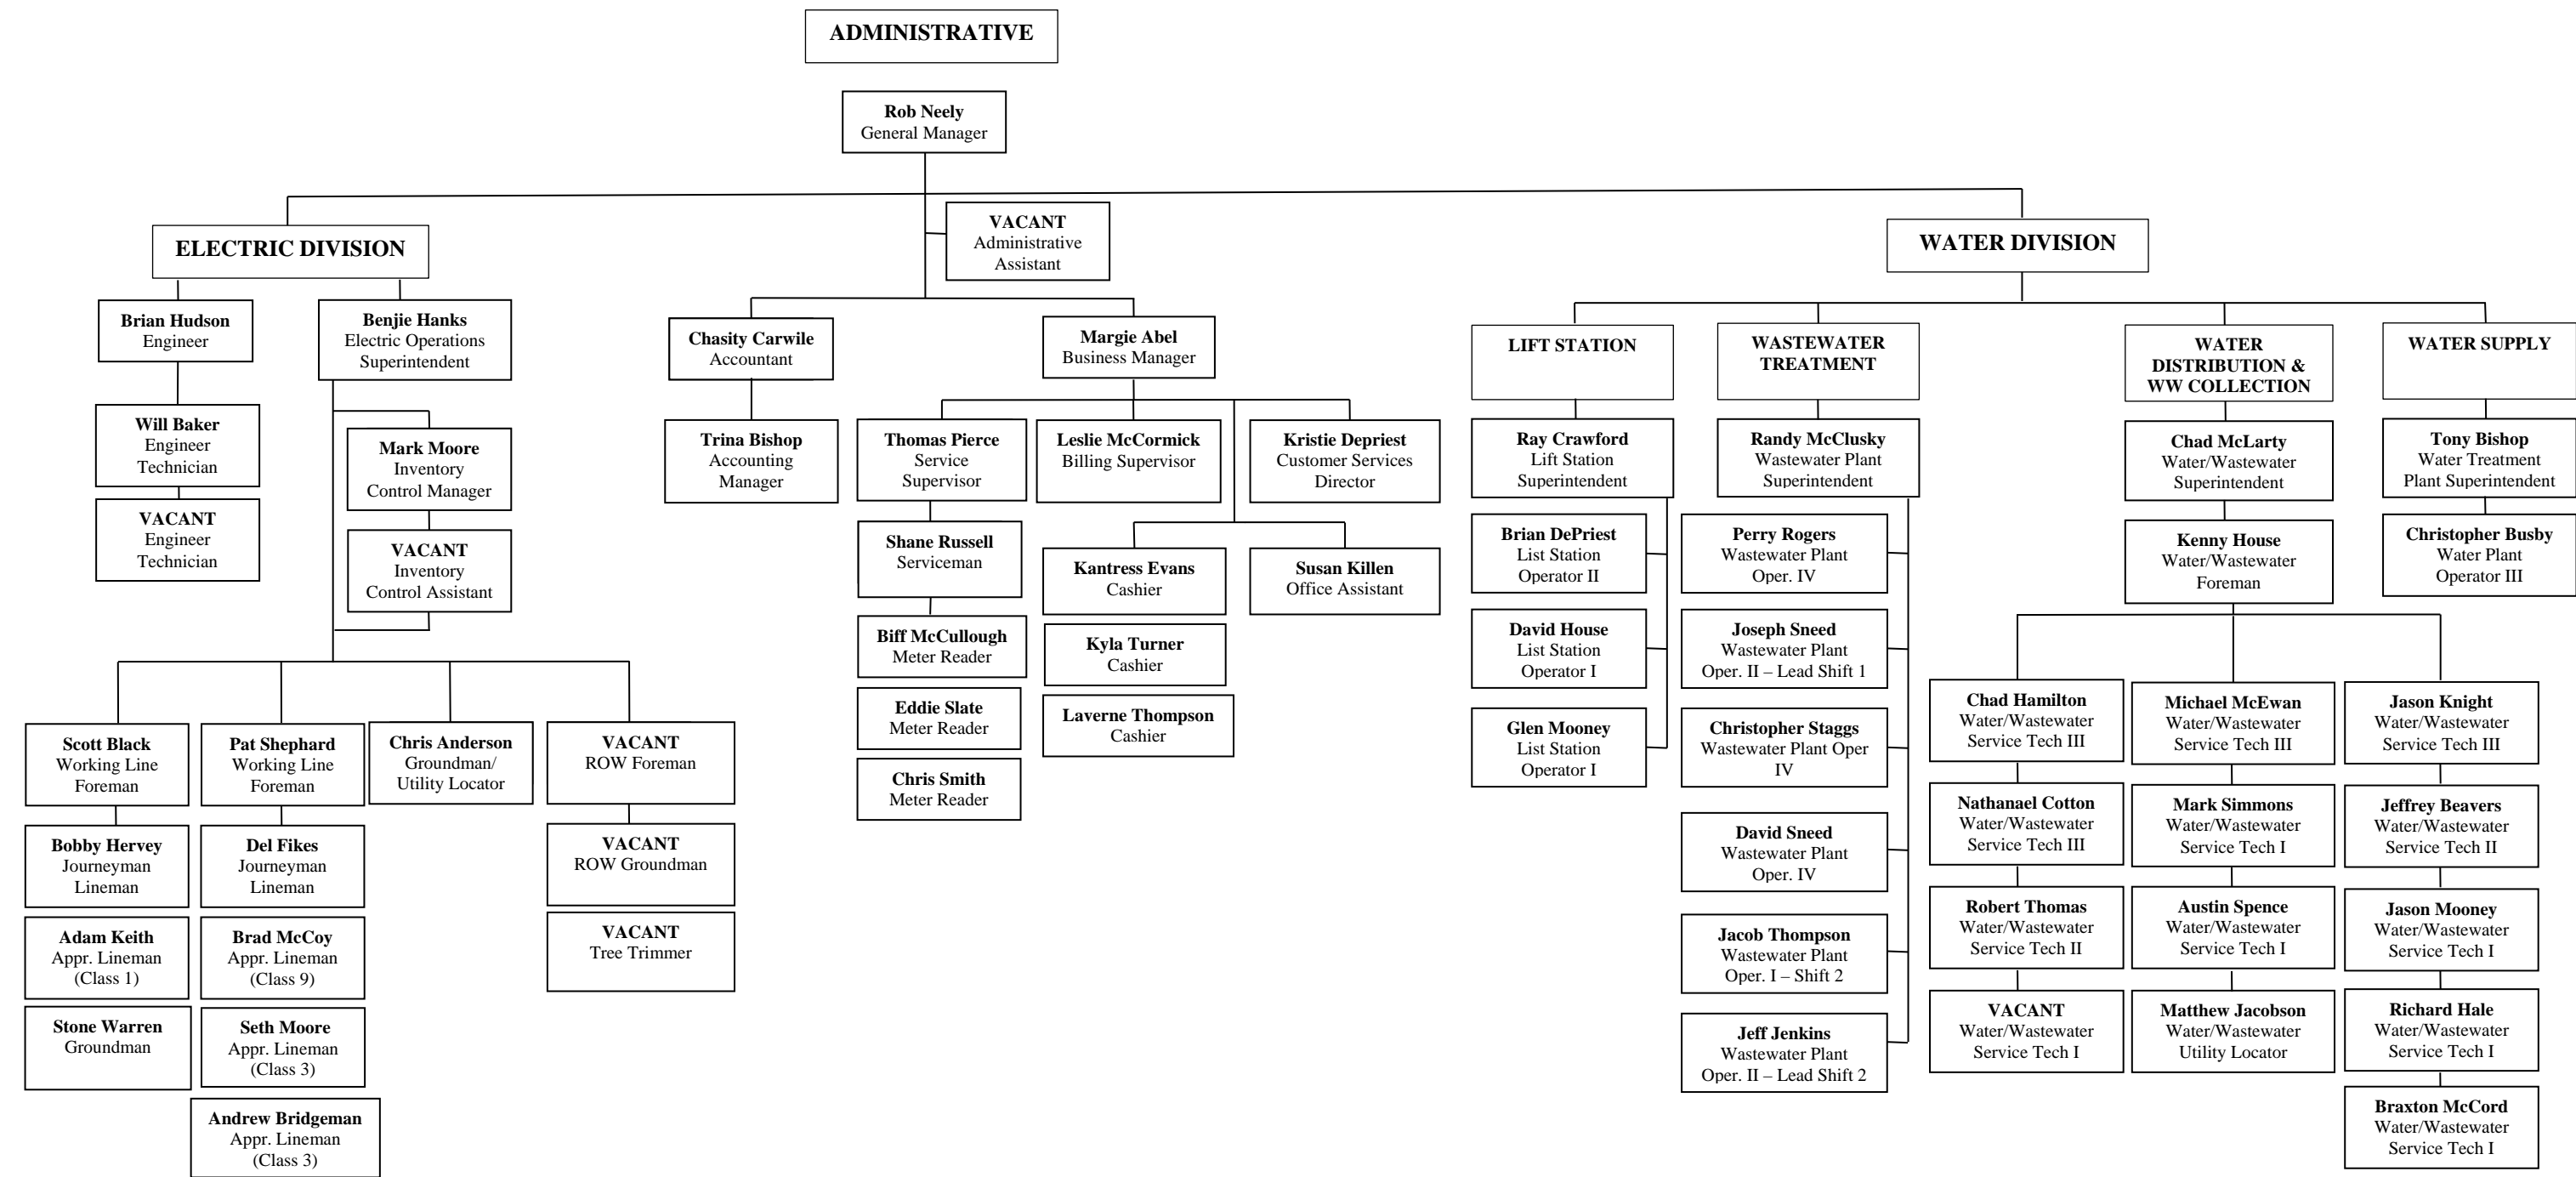 ADMINISTRATIVE
Rob Neely
General Manager
VACANT
Administrative
Assistant
ELECTRIC DIVISION
Brian Hudson
Engineer
Will Baker
Engineer
Technician
VACANT
Engineer
Technician
Benjie Hanks
Electric Operations
Superintendent
Mark Moore
Inventory
Control Manager
VACANT
Inventory
Control Assistant
Scott Black
Working Line
Foreman
Bobby Hervey
Journeyman
Lineman
Adam Keith
Appr. Lineman
(Class 1)
Stone Warren
Groundman
Pat Shephard
Working Line
Foreman
Del Fikes
Journeyman
Lineman
Brad McCoy
Appr. Lineman
(Class 9)
Seth Moore
Appr. Lineman
(Class 3)
Andrew Bridgeman
Appr. Lineman
(Class 3)
Chris Anderson
Groundman/
Utility Locator
VACANT
ROW Foreman
VACANT
ROW Groundman
VACANT
Tree Trimmer
Chasity Carwile
Accountant
Trina Bishop
Accounting
Manager
Margie Abel
Business Manager
Thomas Pierce
Service
Supervisor
Shane Russell
Serviceman
Biff McCullough
Meter Reader
Eddie Slate
Meter Reader
Chris Smith
Meter Reader
Leslie McCormick
Billing Supervisor
Kristie Depriest
Customer Services
Director
Kantress Evans
Cashier
Kyla Turner
Cashier
Laverne Thompson
Cashier
Susan Killen
Office Assistant
WATER DIVISION
LIFT STATION
Ray Crawford
Lift Station
Superintendent
Brian DePriest
List Station
Operator II
David House
List Station
Operator I
Glen Mooney
List Station
Operator I
WASTEWATER
TREATMENT
Randy McClusky
Wastewater Plant
Superintendent
Perry Rogers
Wastewater Plant
Oper. IV
Joseph Sneed
Wastewater Plant
Oper. II – Lead Shift 1
Christopher Staggs
Wastewater Plant Oper
IV
David Sneed
Wastewater Plant
Oper. IV
Jacob Thompson
Wastewater Plant
Oper. I – Shift 2
Jeff Jenkins
Wastewater Plant
Oper. II – Lead Shift 2
WATER
DISTRIBUTION &
WW COLLECTION
Chad McLarty
Water/Wastewater
Superintendent
Kenny House
Water/Wastewater
Foreman
Chad Hamilton
Water/Wastewater
Service Tech III
Nathanael Cotton
Water/Wastewater
Service Tech III
Robert Thomas
Water/Wastewater
Service Tech II
VACANT
Water/Wastewater
Service Tech I
Michael McEwan
Water/Wastewater
Service Tech III
Mark Simmons
Water/Wastewater
Service Tech I
Austin Spence
Water/Wastewater
Service Tech I
Matthew Jacobson
Water/Wastewater
Utility Locator
Jason Knight
Water/Wastewater
Service Tech III
Jeffrey Beavers
Water/Wastewater
Service Tech II
Jason Mooney
Water/Wastewater
Service Tech I
Richard Hale
Water/Wastewater
Service Tech I
Braxton McCord
Water/Wastewater
Service Tech I
WATER SUPPLY
Tony Bishop
Water Treatment
Plant Superintendent
Christopher Busby
Water Plant
Operator III